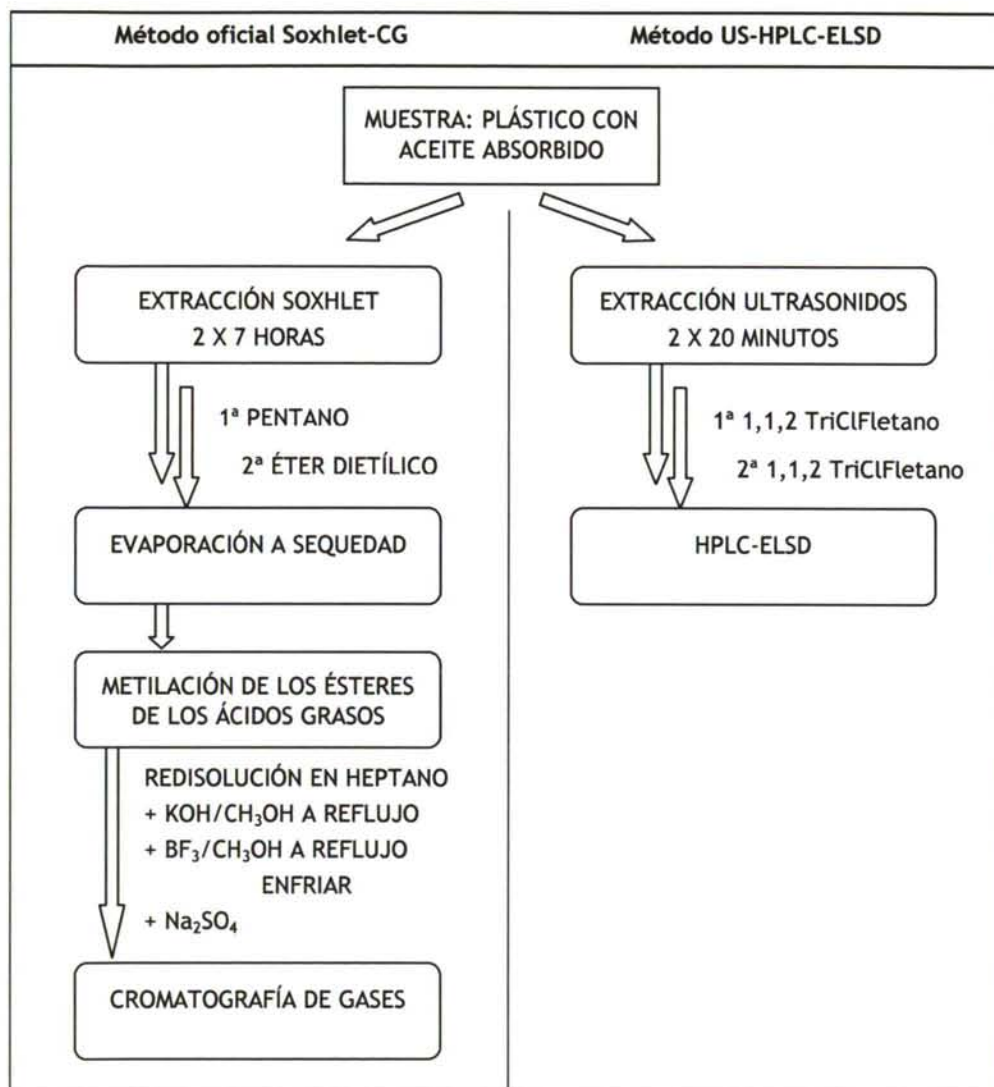 Método oficial Soxhlet-CG
Método US-HPLC-ELSD
MUESTRA: PLÁSTICO CON
ACEITE ABSORBIDO
EXTRACCIÓN SOXHLET
2 X 7 HORAS
1ª PENTANO
2ª ÉTER DIETÍLICO
EVAPORACIÓN A SEQUEDAD
METILACIÓN DE LOS ÉSTERES
DE LOS ÁCIDOS GRASOS
REDISOLUCIÓN EN HEPTANO
+ KOH/CH₃OH A REFLUJO
+ BF₃/CH₃OH A REFLUJO
ENFRIAR
+ Na₂SO₄
CROMATOGRAFÍA DE GASES
EXTRACCIÓN ULTRASONIDOS
2 X 20 MINUTOS
1ª 1,1,2 TriClFletano
2ª 1,1,2 TriClFletano
HPLC-ELSD